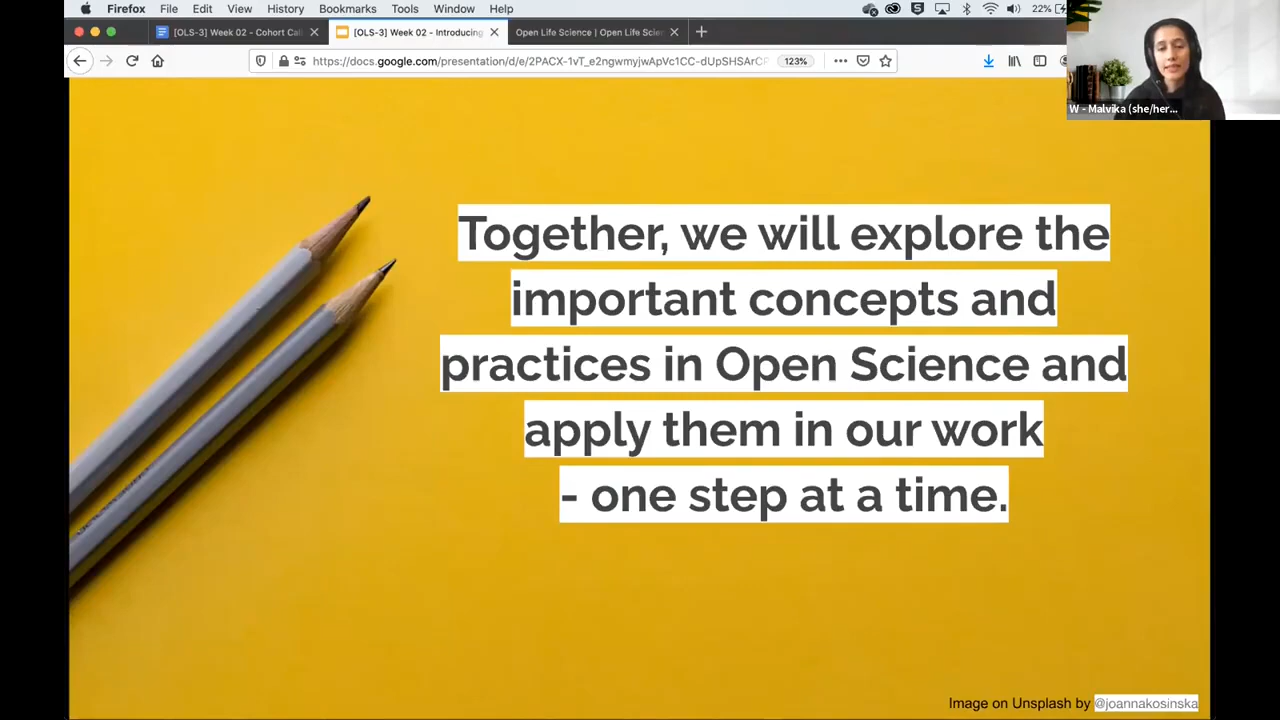 Firefox File Edit View History Bookmarks Tools Window Help 22%
[OLS-3] Week 02 - Cohort Cal
[OLS-3] Week 02 - Introducing
Open Life Science | Open Life Scien
https://docs.google.com/presentation/d/e/2PACX-1vT_e2ngwmyjwApVc1CC-dUpSHSArCF
123%
W - Malvika (she/her...
Together, we will explore the
important concepts and
practices in Open Science and
apply them in our work
- one step at a time.
Image on Unsplash by @joannakosinska